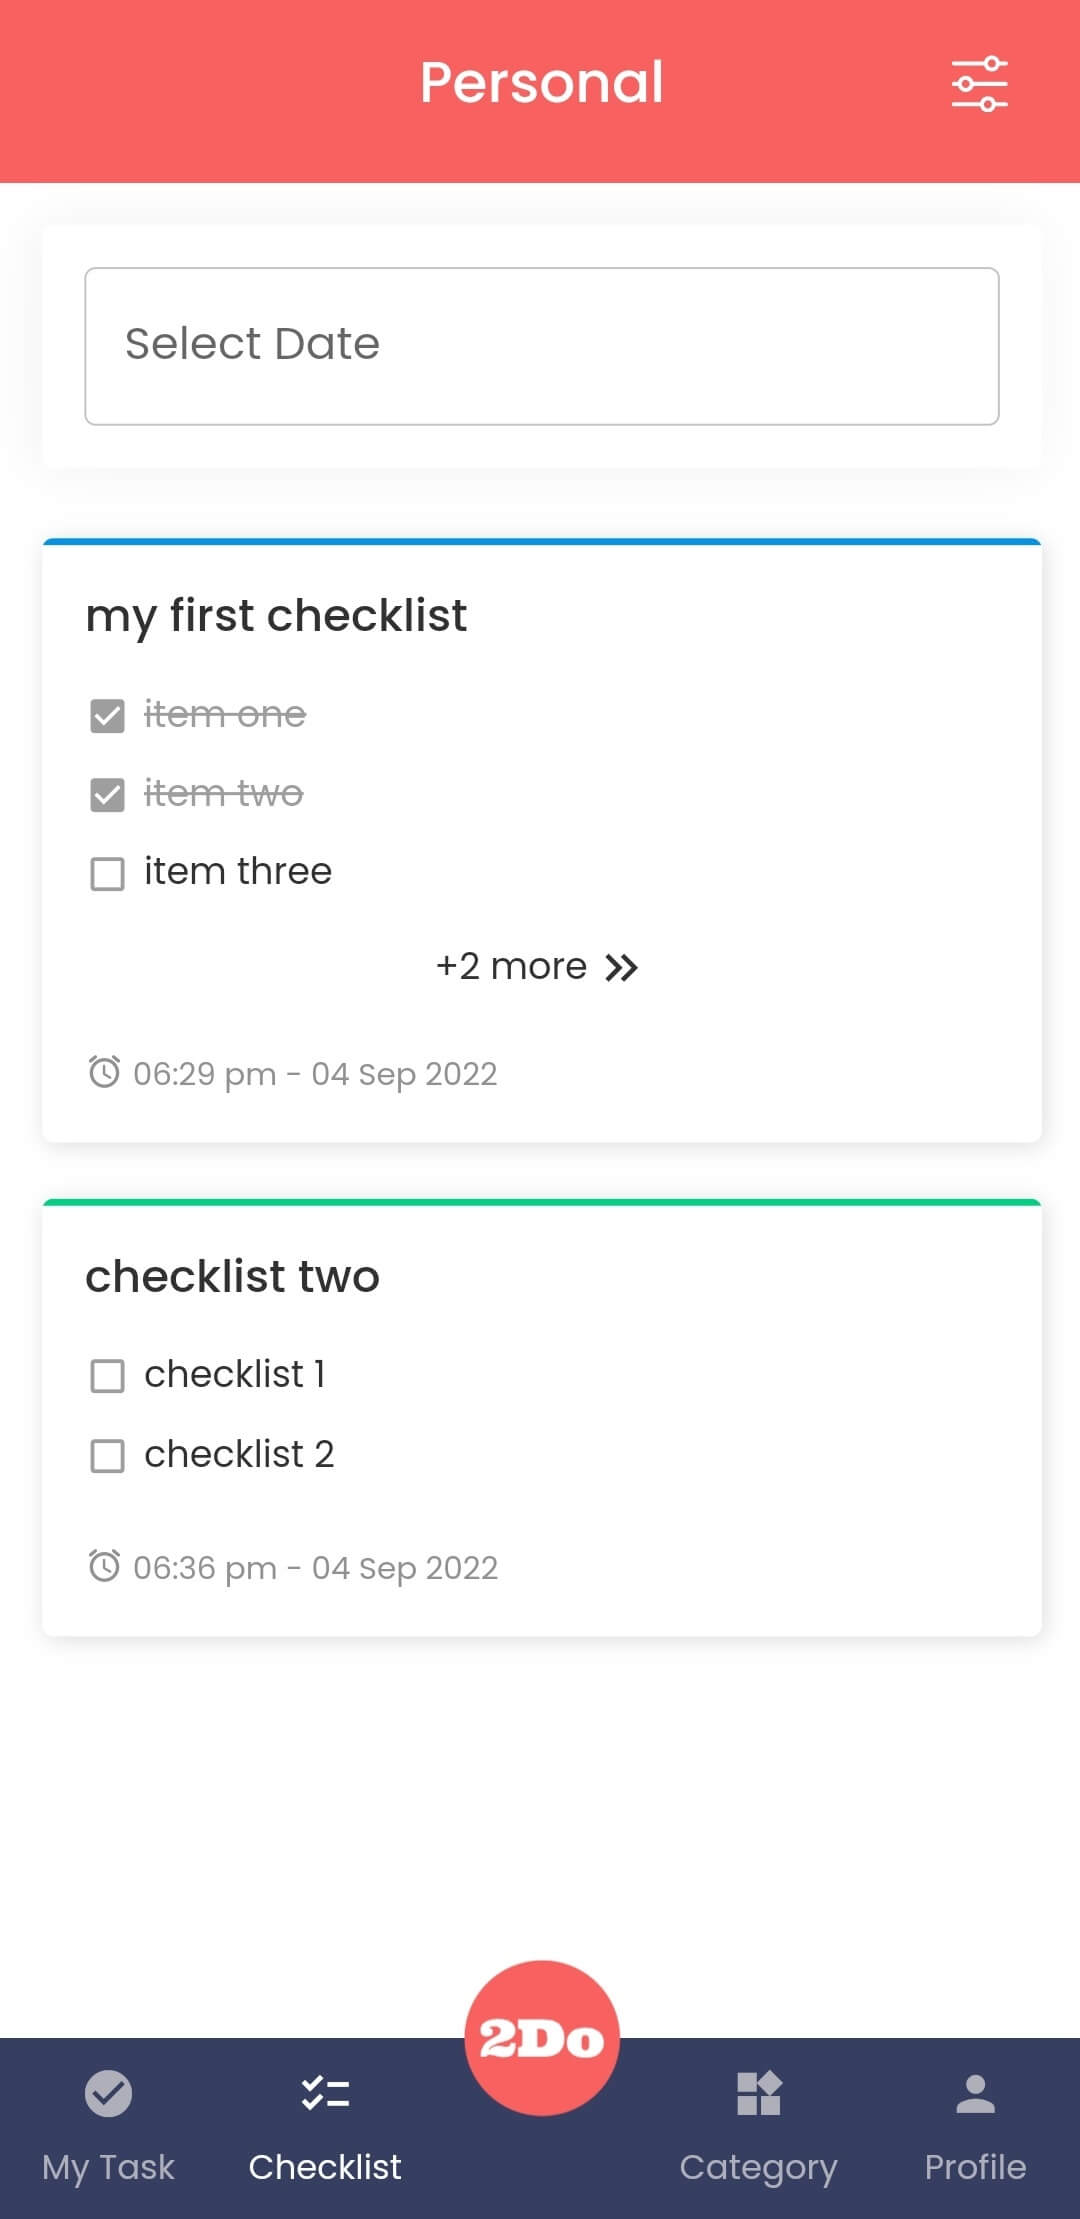 Personal
Select Date
my first checklist
item one
item two
item three
+2 more
06:29 pm - 04 Sep 2022
checklist two
checklist 1
checklist 2
06:36 pm - 04 Sep 2022
2Do
My Task
Checklist
Category
Profile